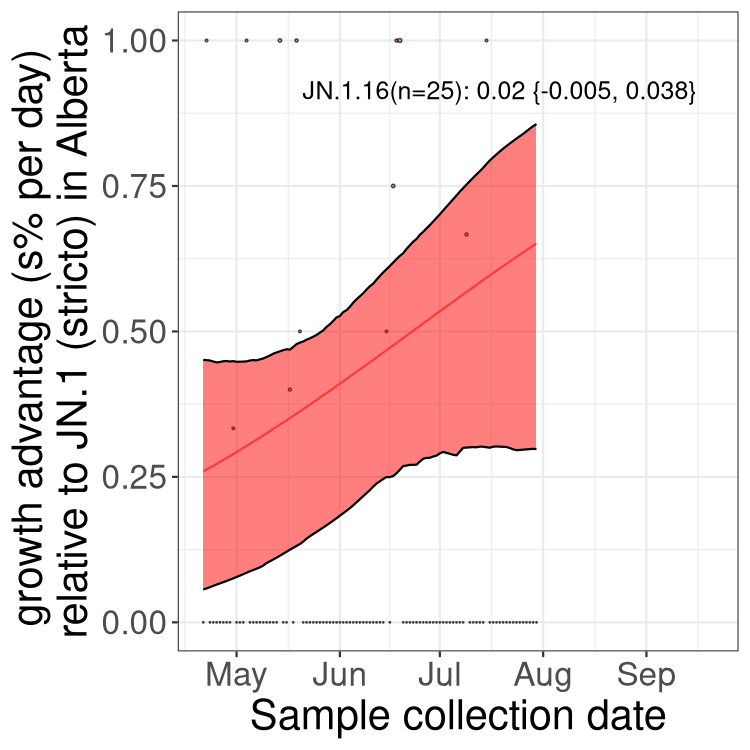 growth advantage (s% per day)
relative to JN.1 (stricto) in Alberta
1.00
JN.1.16(n=25): 0.02 {-0.005, 0.038}
0.75
0.50
0.25
0.00
May Jun Jul Aug Sep
Sample collection date